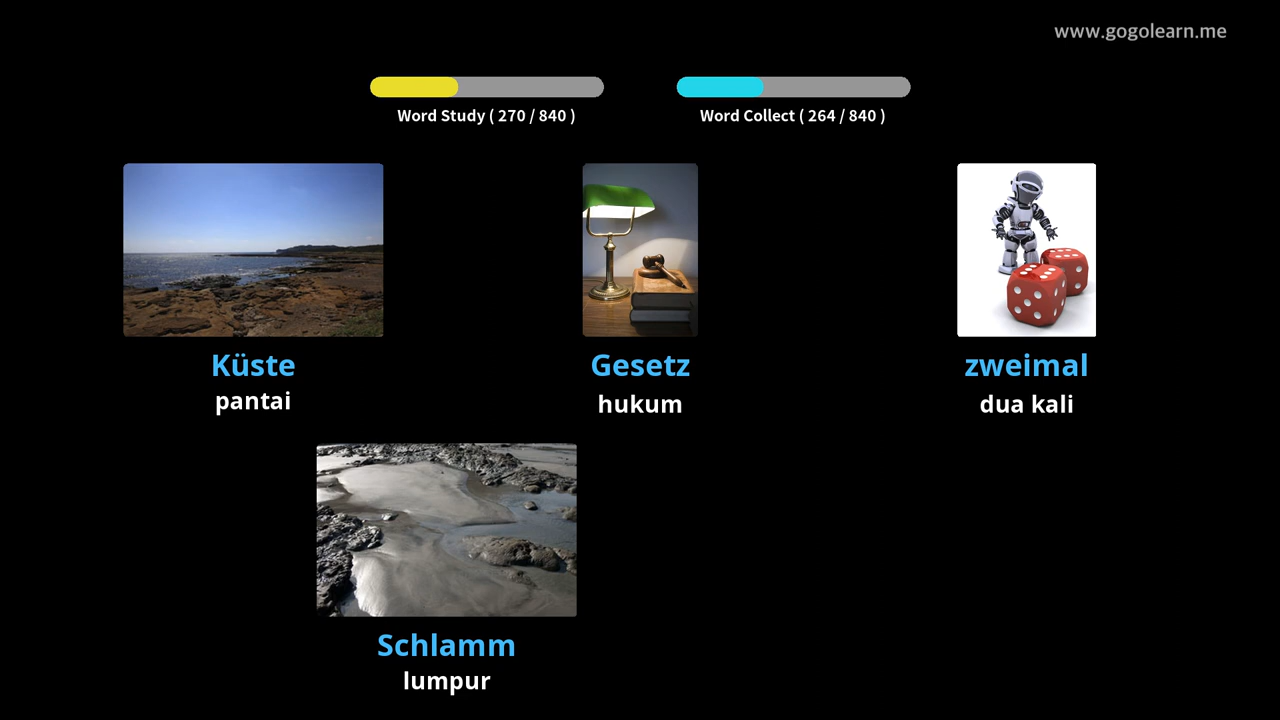 www.gogolearn.me
Word Study ( 270 / 840 )
Word Collect ( 264 / 840 )
Küste
pantai
Gesetz
hukum
zweimal
dua kali
Schlamm
lumpur